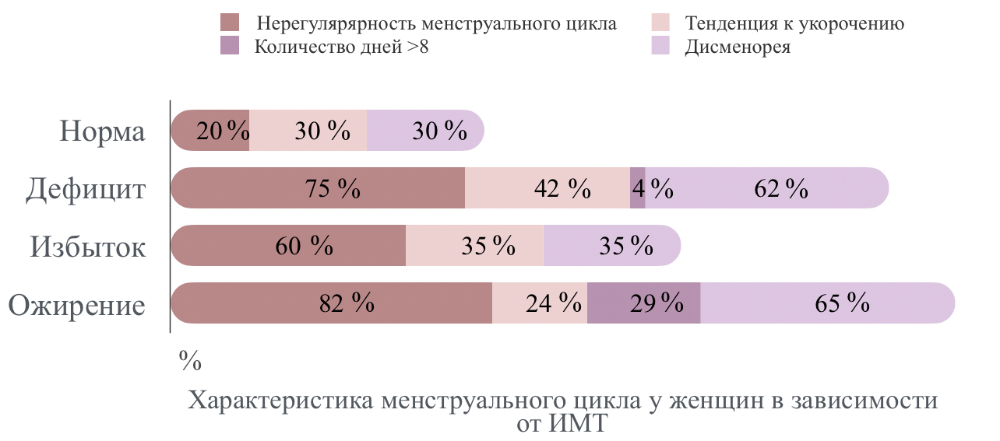 Нерегулярярность менструального цикла
Тенденция к укорочению
Количество дней >8
Дисменорея
Норма 20 % 30 % 30 %
Дефицит 75 % 42 % 4 % 62 %
Избыток 60 % 35 % 35 %
Ожирение 82 % 24 % 29 % 65 %
%
Характеристика менструального цикла у женщин в зависимости
от ИМТ